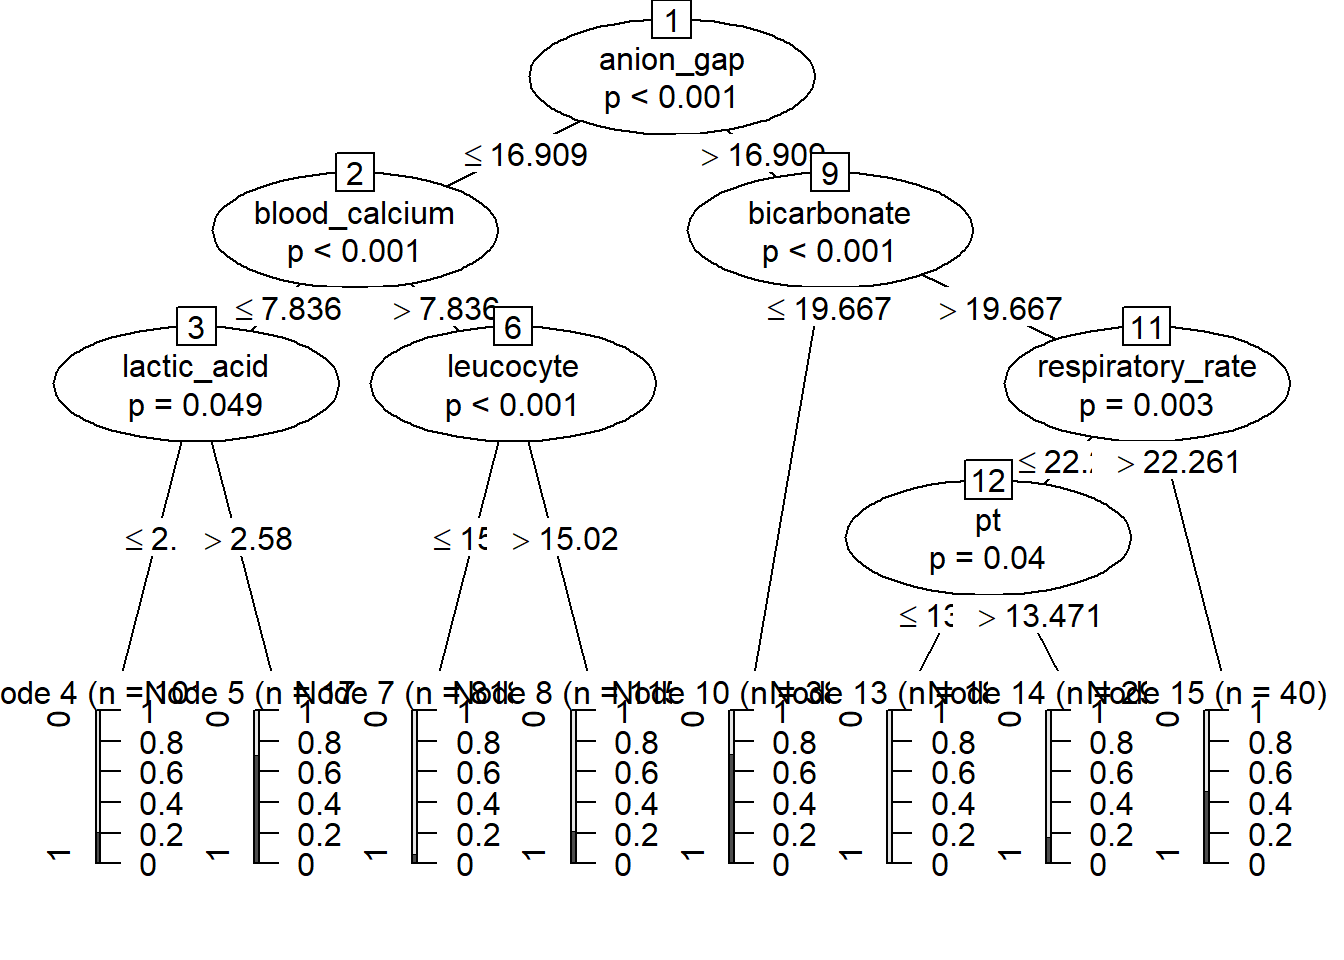 1
anion_gap
p < 0.001
≤ 16.909
> 16.909
2
blood_calcium
p < 0.001
9
bicarbonate
p < 0.001
≤ 7.836
> 7.836
≤ 19.667
> 19.667
3
lactic_acid
p = 0.049
6
leucocyte
p < 0.001
11
respiratory_rate
p = 0.003
≤ 22.
> 22.261
12
pt
p = 0.04
≤ 2.
> 2.58
≤ 15
> 15.02
≤ 13
> 13.471
ode 4 (n = 10
Node 5 (n = 17
Node 7 (n = 818
Node 8 (n = 115
Node 10 (n = 38
Node 13 (n = 18
Node 14 (n = 28
Node 15 (n = 40)
0 1 0 1 0 1 0 1 0 1 0 1 0 1 0 1
0.8 0.8 0.8 0.8 0.8 0.8 0.8 0.8
0.6 0.6 0.6 0.6 0.6 0.6 0.6 0.6
0.4 0.4 0.4 0.4 0.4 0.4 0.4 0.4
0.2 0.2 0.2 0.2 0.2 0.2 0.2 0.2
1 0 1 0 1 0 1 0 1 0 1 0 1 0 1 0